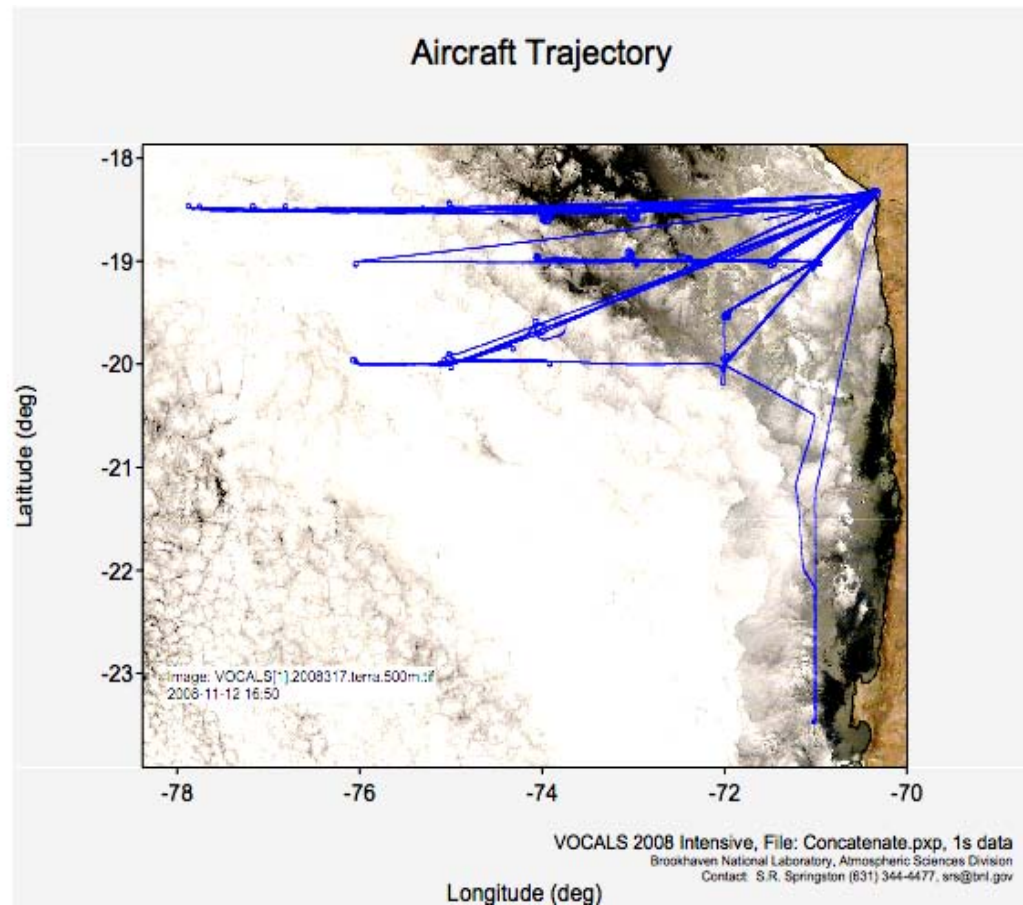 Aircraft Trajectory
-18
-19
-20
-21
-22
-23
Latitude (deg)
Image: VOCALS[*].2008317.terra.500m.tif
2008-11-12 16:50
-78
-76
-74
-72
-70
VOCALS 2008 Intensive, File: Concatenate.pxp, 1s data
Brookhaven National Laboratory, Atmospheric Sciences Division
Contact: S.R. Springston (631) 344-4477, srs@bnl.gov
Longitude (deg)